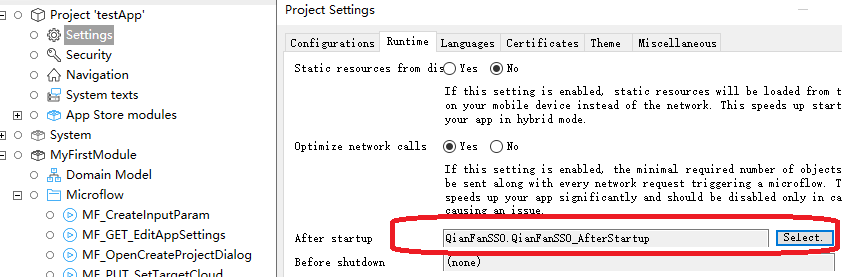 Project 'testApp'
Settings
Security
Navigation
System texts
App Store modules
System
MyFirstModule
Domain Model
Microflow
MF_CreateInputParam
MF_GET_EditAppSettings
MF_OpenCreateProjectDialog
MF_PUT_SetTargetCloud
Project Settings
Configurations Runtime Languages Certificates Theme Miscellaneous
Static resources from dis Yes No
If this setting is enabled, static resources will be loaded from t
on your mobile device instead of the network. This speeds up start
your app in hybrid mode.
Optimize network calls Yes No
If this setting is enabled, the minimal required number of objects
be sent along with every network request triggering a microflow. T
speeds up your app significantly and should be disabled only in ca
causing an issue.
After startup QianFanSSO.QianFanSSO_AfterStartup Select.
Before shutdown (none)